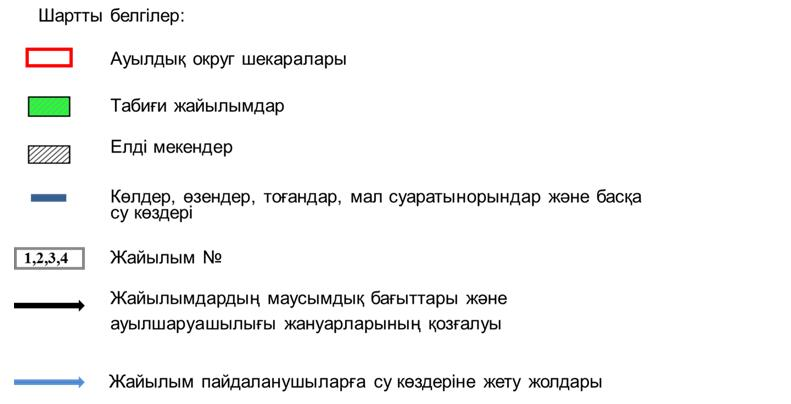 Шартты белгілер:
Ауылдық округ шекаралары
Табиғи жайылымдар
Елді мекендер
Көлдер, өзендер, тоғандар, мал суаратынорындар және басқа
су көздері
1,2,3,4 Жайылым №
Жайылымдардың маусымдық бағыттары және
ауылшаруашылығы жануарларының қозғалуы
Жайылым пайдаланушыларға су көздеріне жету жолдары